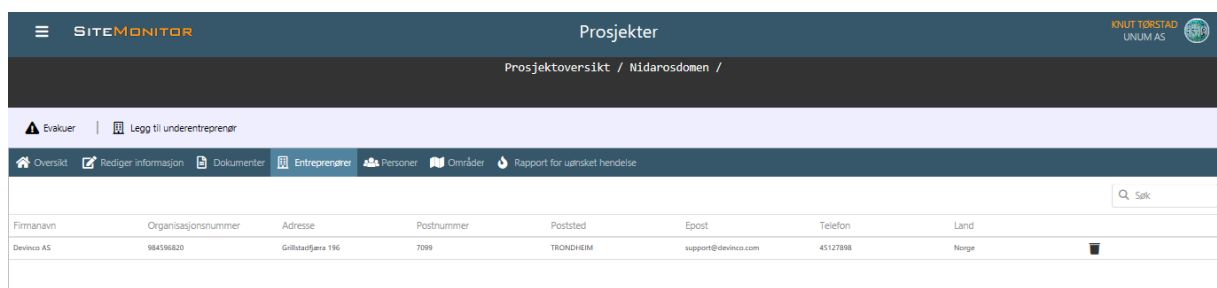 SITEMONITOR
Prosjekter
KNUT TØRSTAD
UNUM AS
Prosjektoversikt / Nidarosdomen /
Evakuer | Legg til underentreprenør
Oversikt Rediger informasjon Dokumenter Entreprenører Personer Områder Rapport for uønsket hendelse
Søk
Firmanavn Organisasjonsnummer Adresse Postnummer Poststed Epost Telefon Land
Devinco AS 984596820 Grillstadfjæra 196 7099 TRONDHEIM support@devinco.com 45127898 Norge